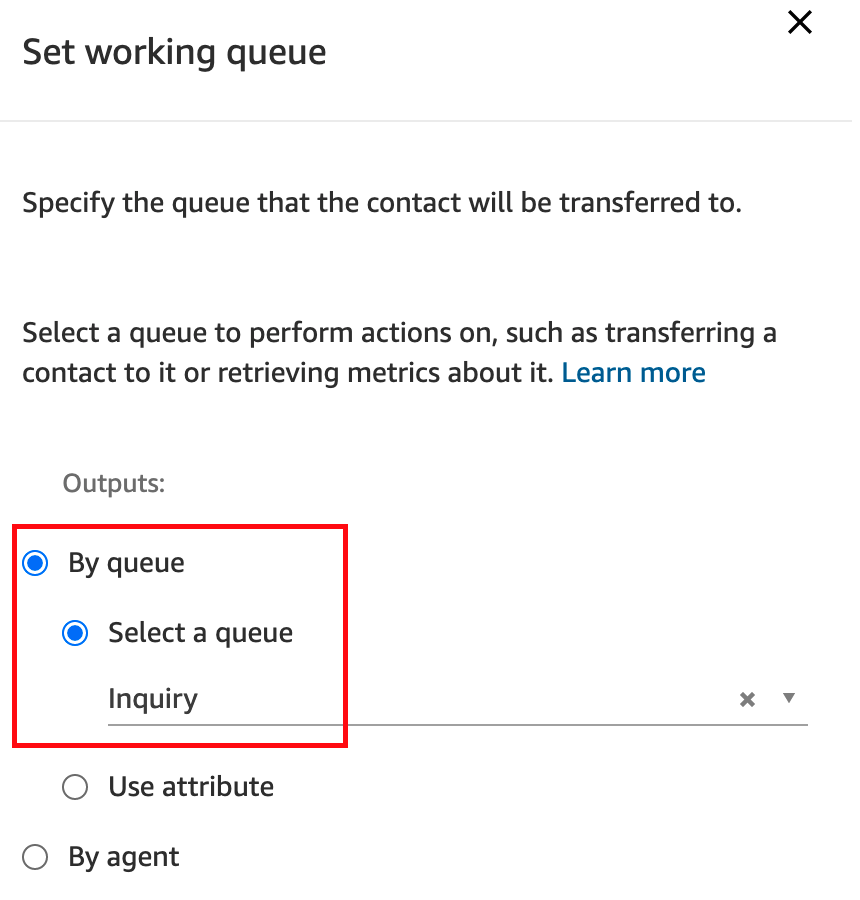 Set working queue
Specify the queue that the contact will be transferred to.
Select a queue to perform actions on, such as transferring a
contact to it or retrieving metrics about it. Learn more
Outputs:
By queue
Select a queue
Inquiry
Use attribute
By agent